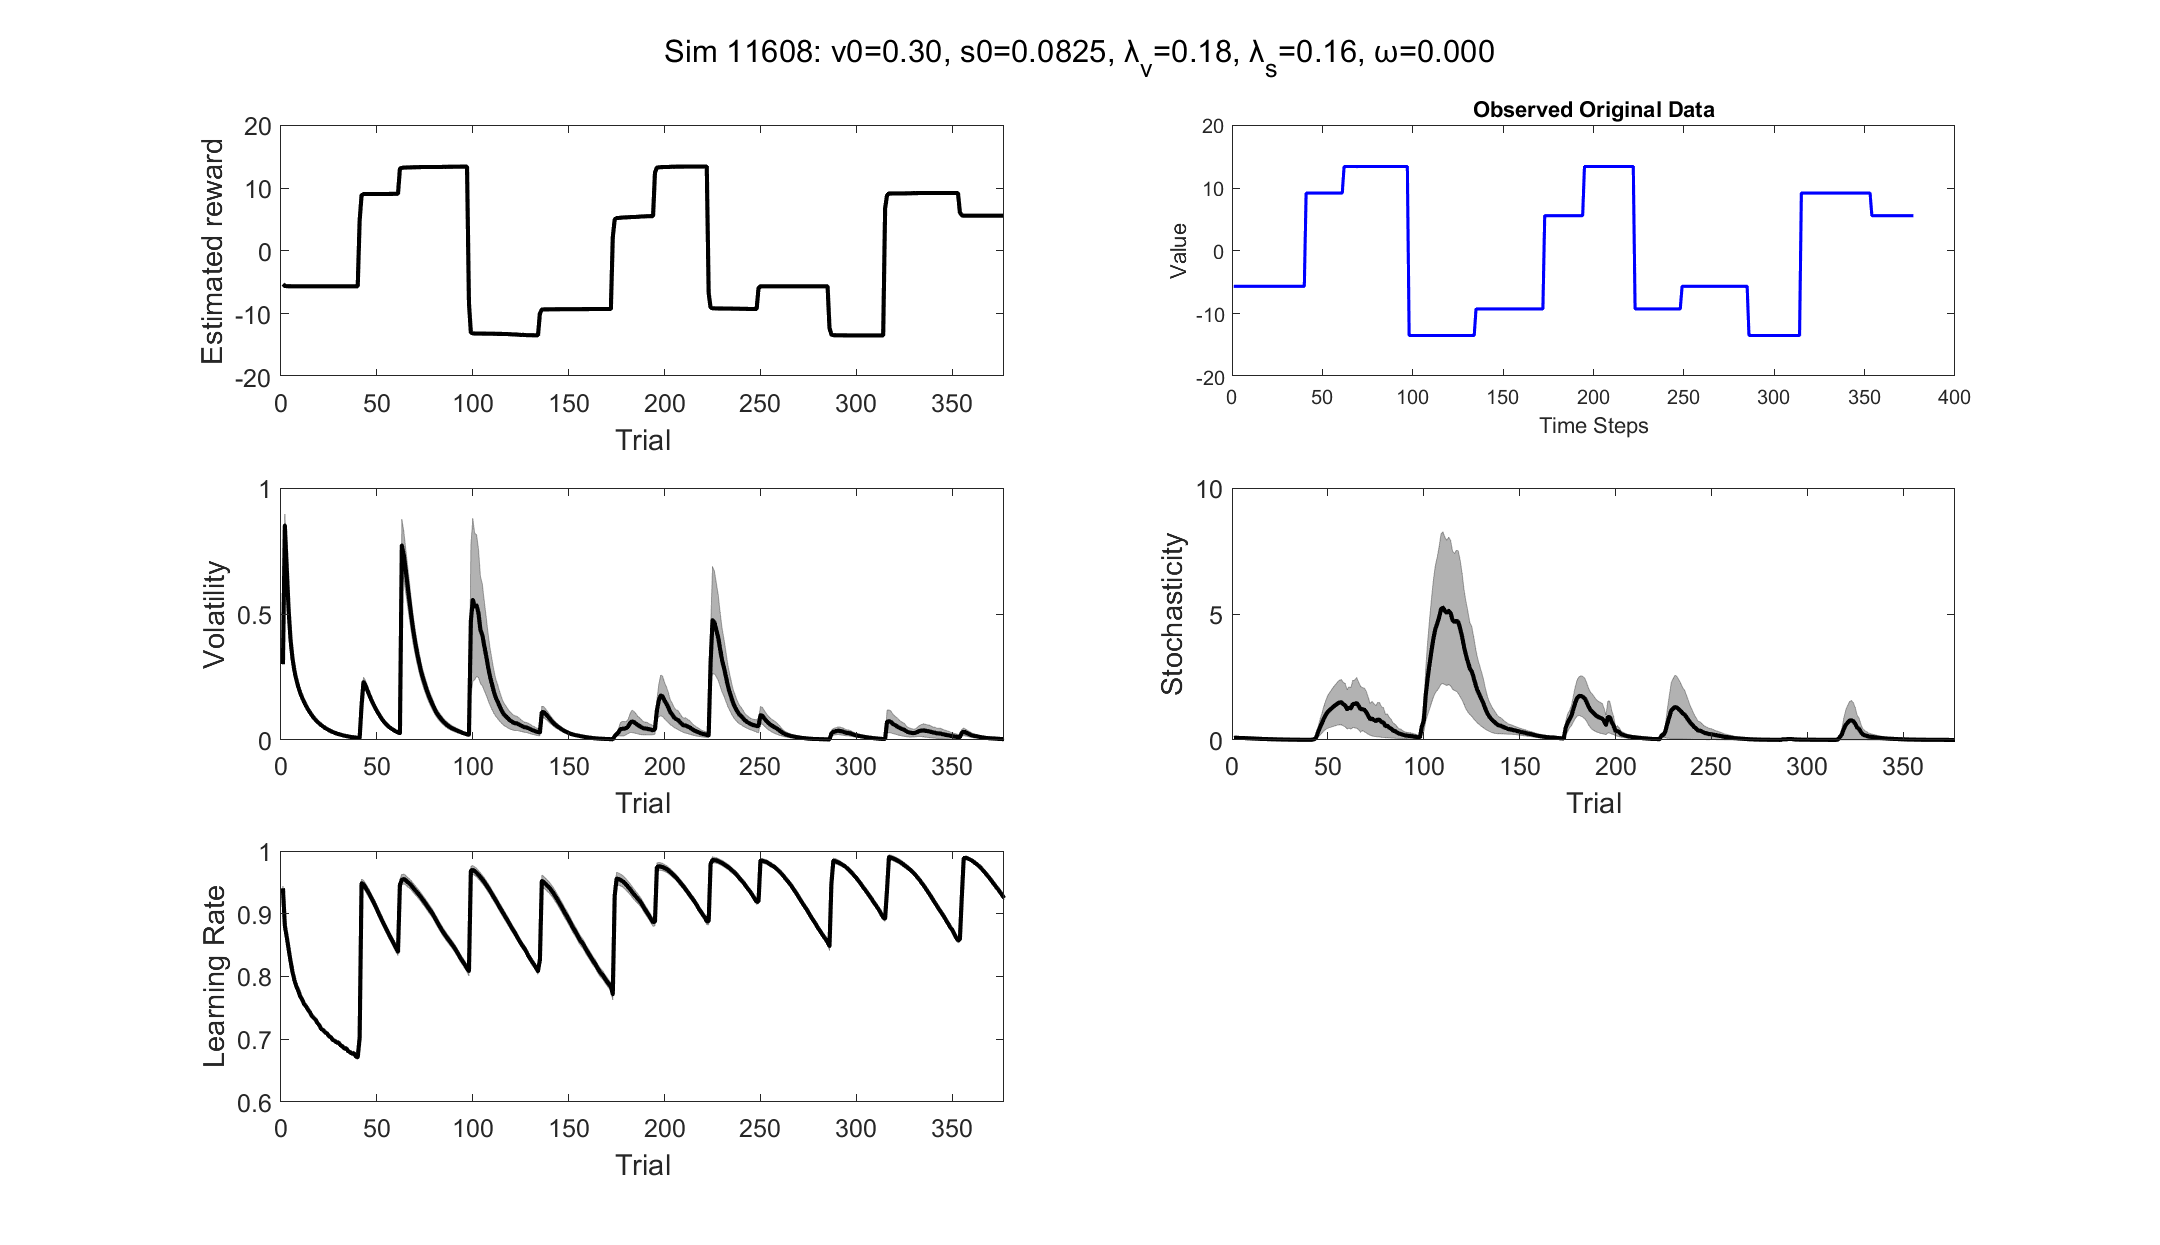 Sim 11608: v0=0.30, s0=0.0825, λv=0.18, λs=0.16, ω=0.000
Estimated reward
20
10
0
-10
-20
0 50 100 150 200 250 300 350
Trial
Observed Original Data
Value
20
10
0
-10
-20
0 50 100 150 200 250 300 350 400
Time Steps
Volatility
1
0.5
0
0 50 100 150 200 250 300 350
Trial
Stochasticity
10
5
0
0 50 100 150 200 250 300 350
Trial
Learning Rate
1
0.9
0.8
0.7
0.6
0 50 100 150 200 250 300 350
Trial